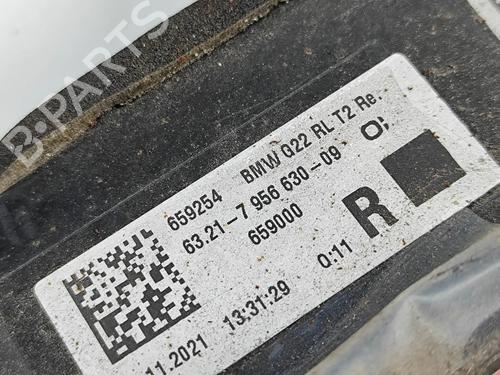 B-PARTS
659254 BMW G22 RL T2 Re.
63.21-7 956 630-09
659000
R
11.2021 13:31:29 Q:11